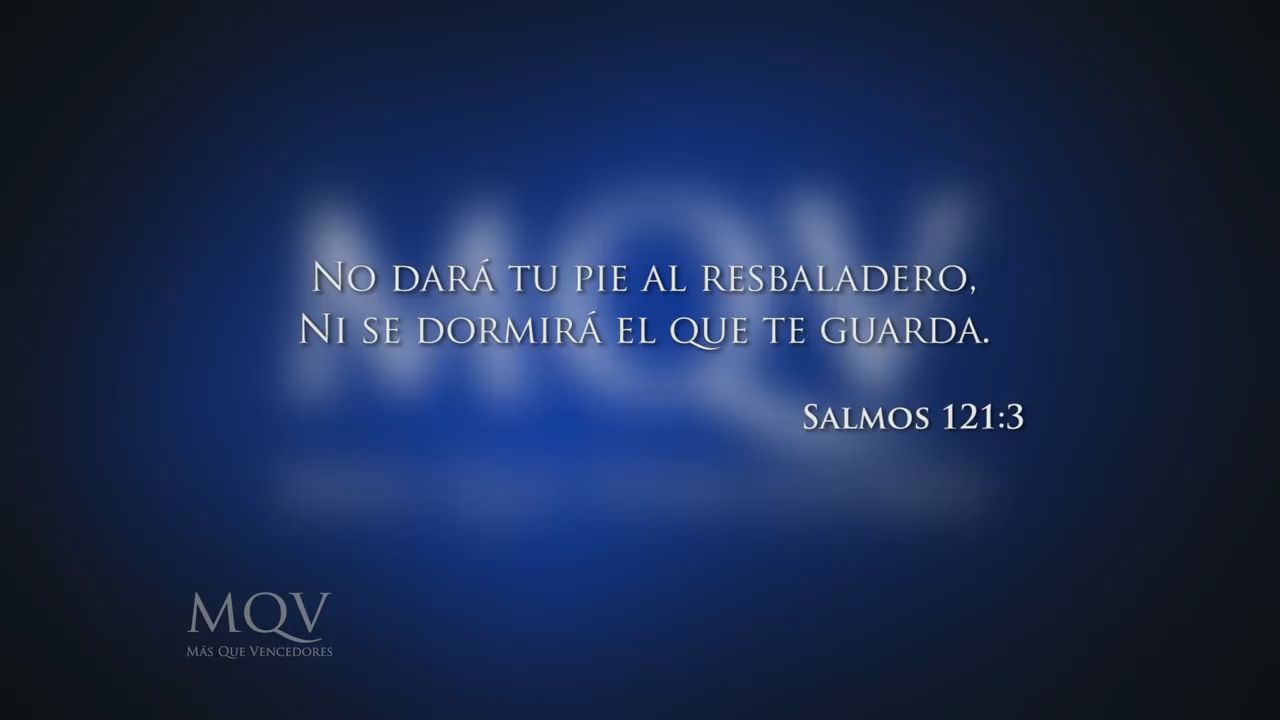 No dará tu pie al resbaladero,
Ni se dormirá el que te guarda.
Salmos 121:3
MQV
Más Que Vencedores